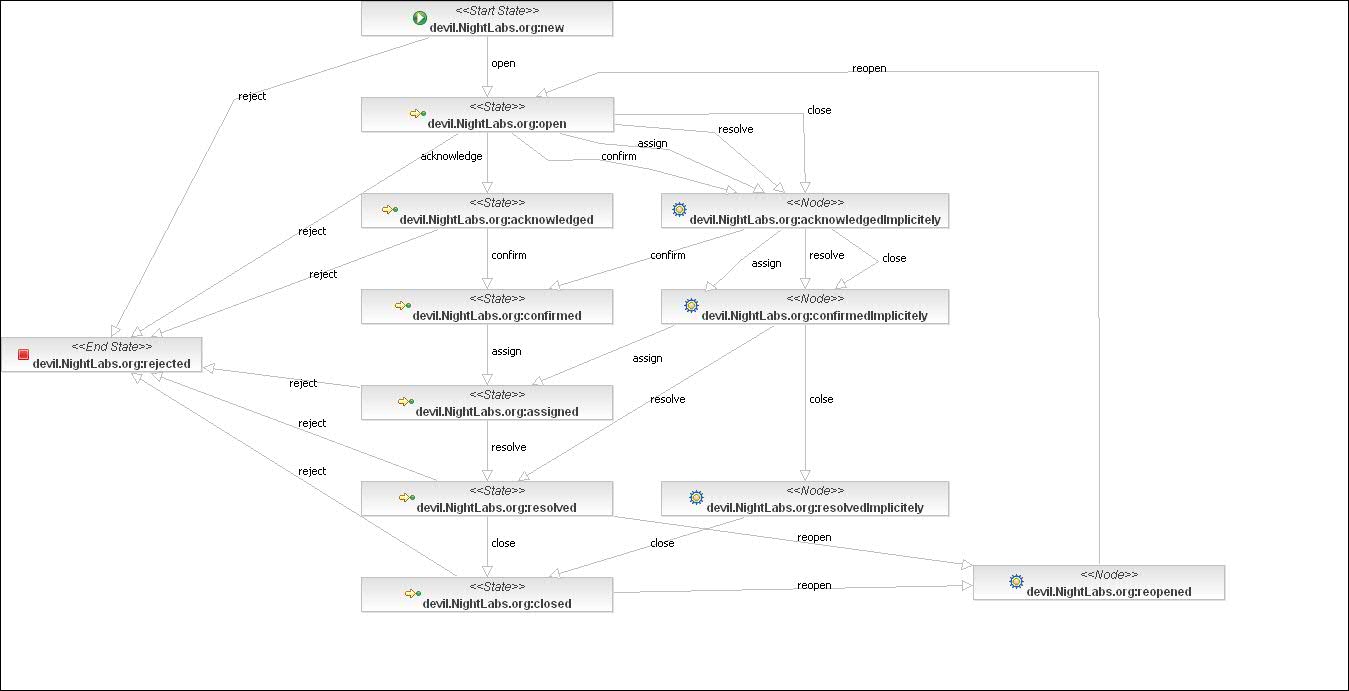 <<Start State>>
devil.NightLabs.org:new
open
reopen
reject
<<State>>
devil.NightLabs.org:open
close
resolve
assign
acknowledge
confirm
<<State>>
devil.NightLabs.org:acknowledged
<<Node>>
devil.NightLabs.org:acknowledgedImplicitely
reject
confirm
confirm
assign
resolve
close
reject
<<State>>
devil.NightLabs.org:confirmed
<<Node>>
devil.NightLabs.org:confirmedImplicitely
<<End State>>
devil.NightLabs.org:rejected
assign
assign
reject
<<State>>
devil.NightLabs.org:assigned
resolve
colse
reject
resolve
reject
<<State>>
devil.NightLabs.org:resolved
<<Node>>
devil.NightLabs.org:resolvedImplicitely
close
close
reopen
<<State>>
devil.NightLabs.org:closed
reopen
<<Node>>
devil.NightLabs.org:reopened